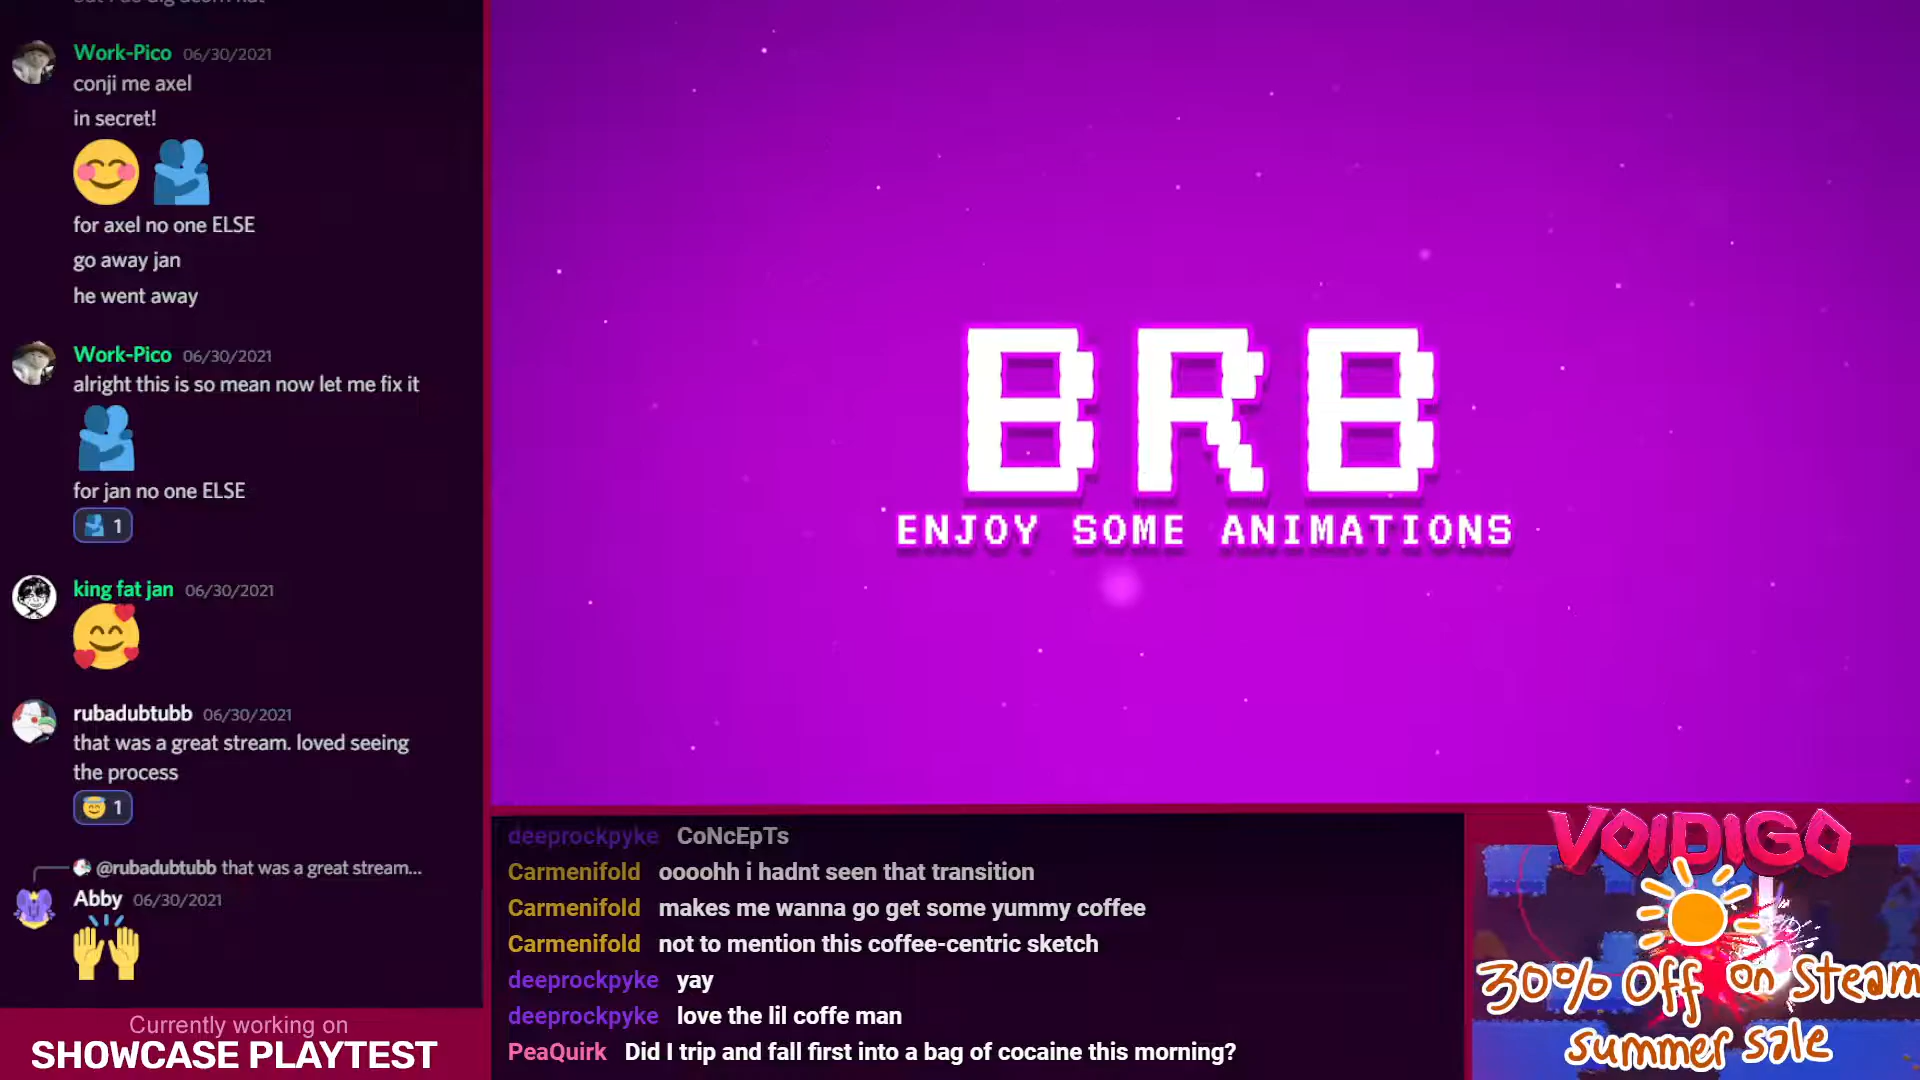 Work-Pico 06/30/2021
conji me axel
in secret!
for axel no one ELSE
go away jan
he went away
Work-Pico 06/30/2021
alright this is so mean now let me fix it
for jan no one ELSE
1
king fat jan 06/30/2021
rubadubtubb 06/30/2021
that was a great stream. loved seeing
the process
1
@rubadubtubb that was a great stream...
Abby 06/30/2021
Currently working on
SHOWCASE PLAYTEST
BRB
ENJOY SOME ANIMATIONS
deeprockpyke CoNcEpTs
Carmenifold oooohh i hadnt seen that transition
Carmenifold makes me wanna go get some yummy coffee
Carmenifold not to mention this coffee-centric sketch
deeprockpyke yay
deeprockpyke love the lil coffe man
PeaQuirk Did I trip and fall first into a bag of cocaine this morning?
VOIDIGO
30% Off on Steam
summer sale